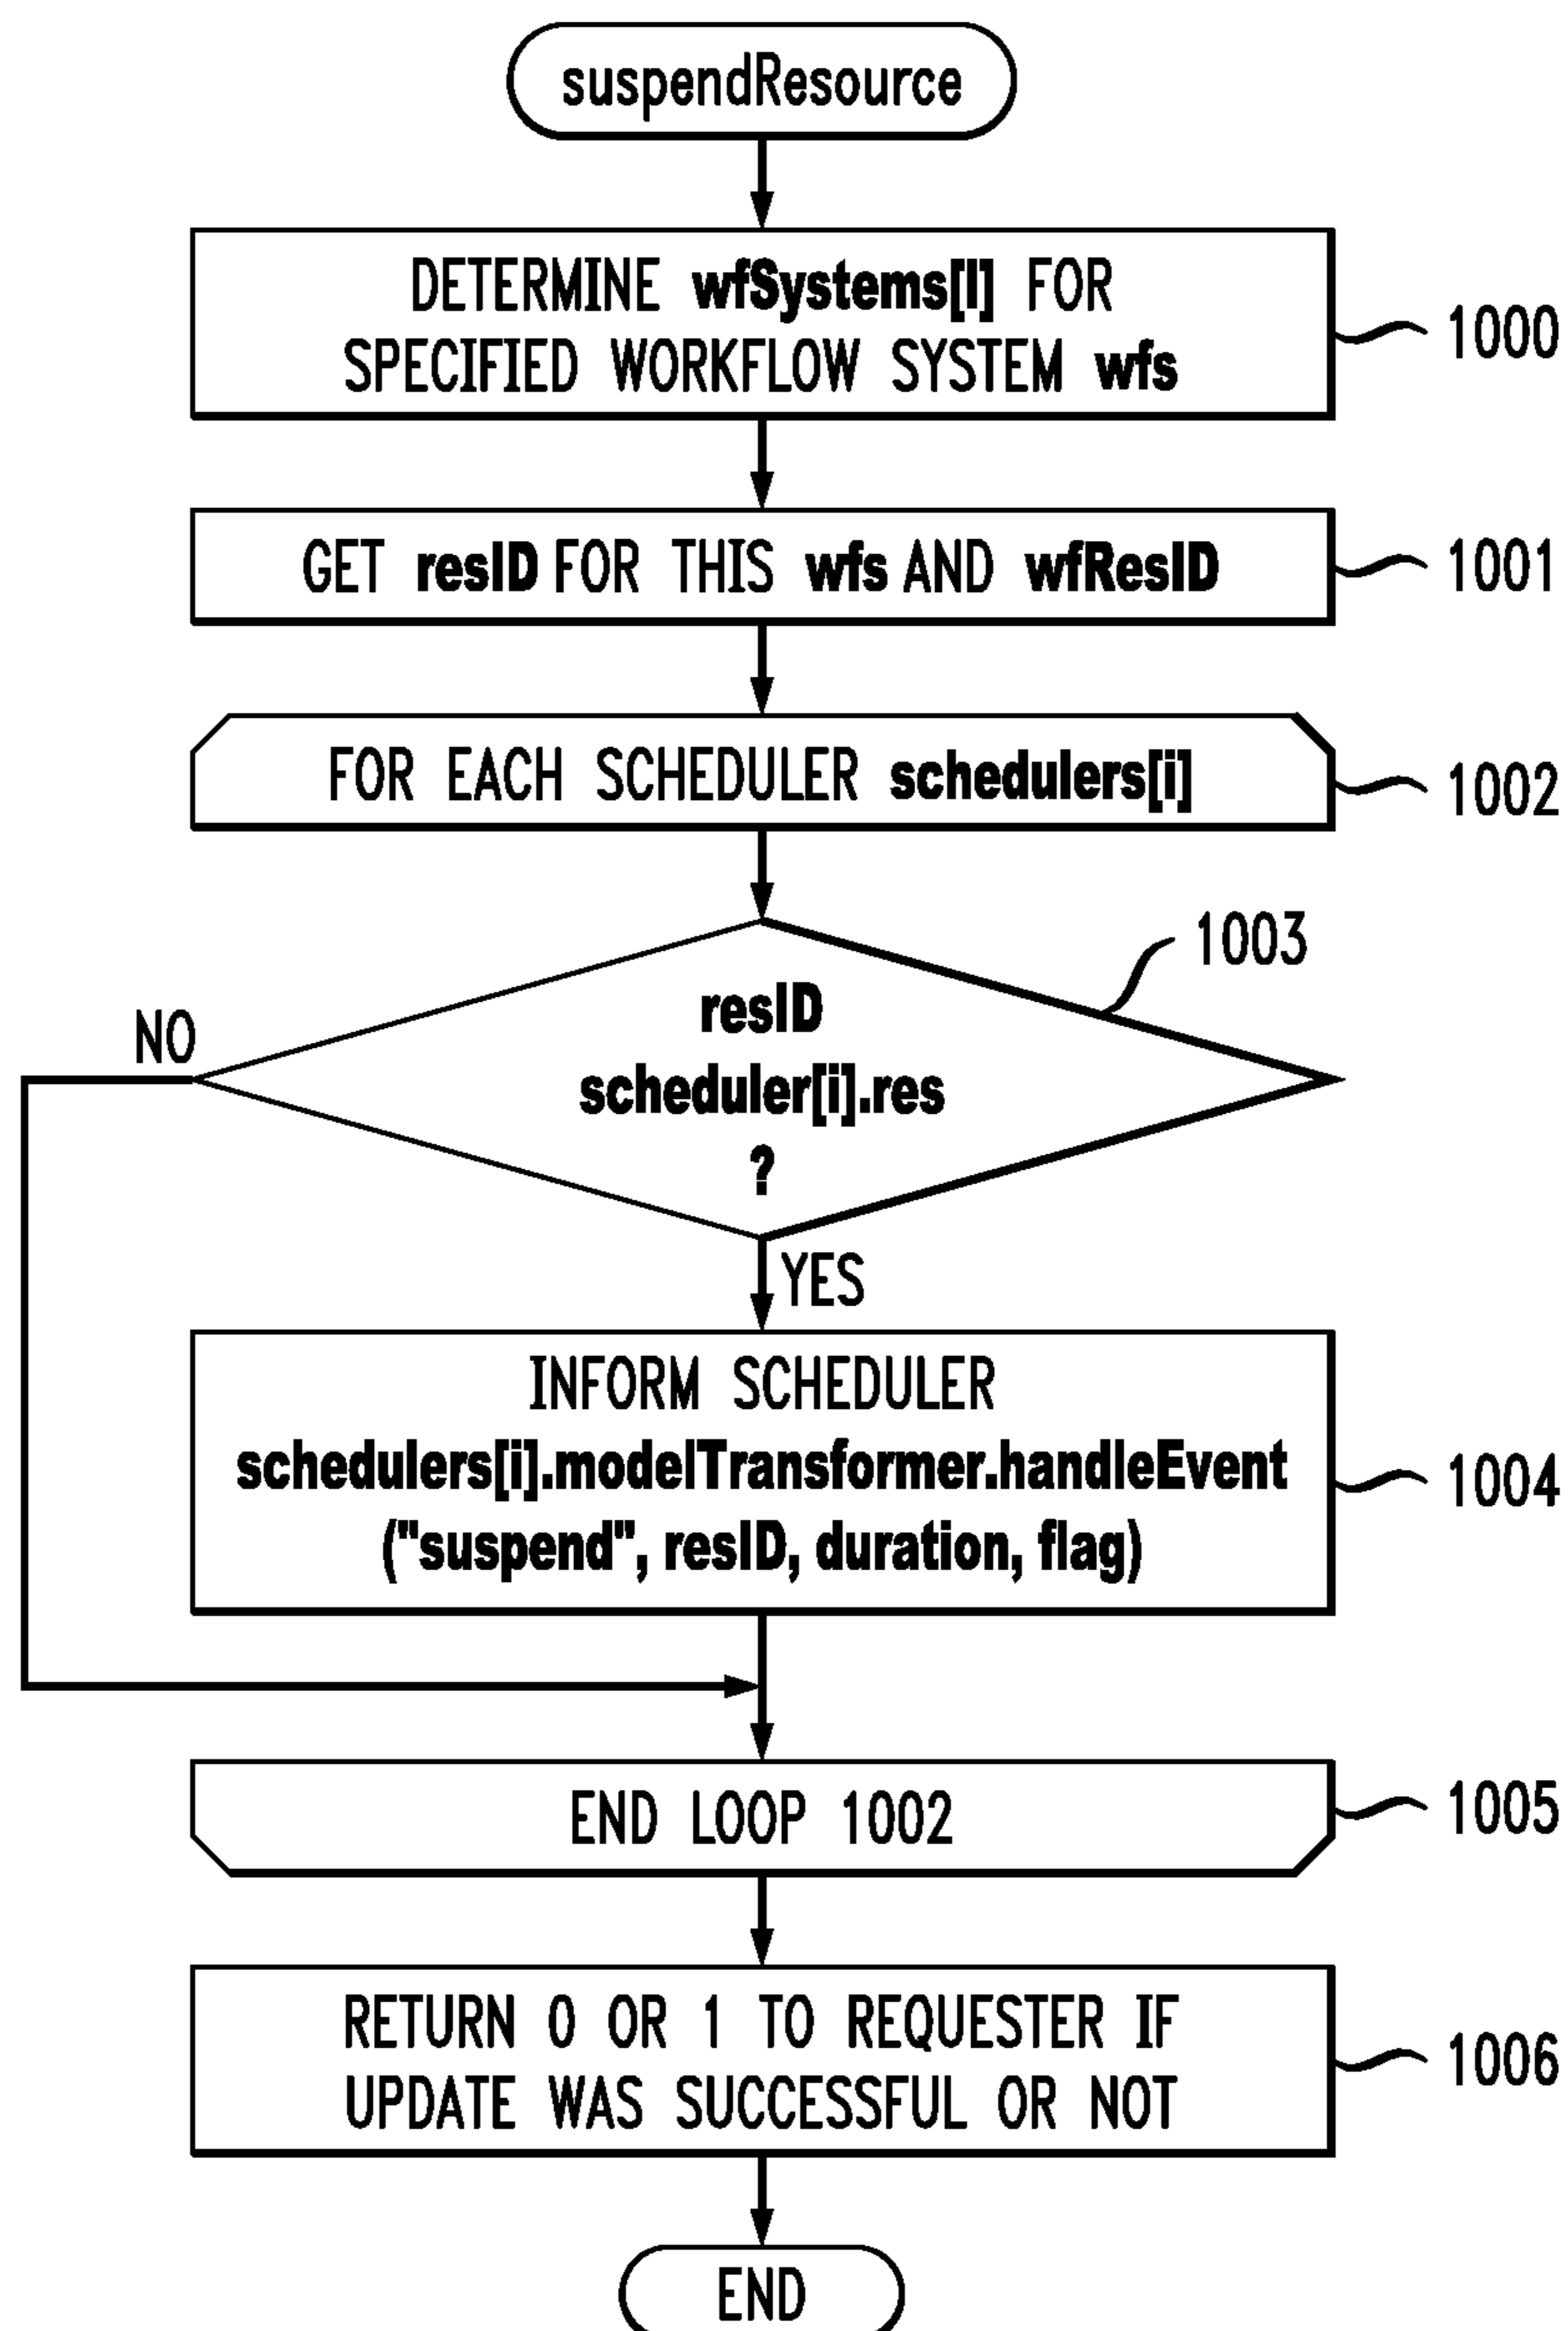 suspendResource
DETERMINE wfSystems[I] FOR
SPECIFIED WORKFLOW SYSTEM wfs
1000
GET resID FOR THIS wfs AND wfResID
1001
FOR EACH SCHEDULER schedulers[i]
1002
1003
resID
scheduler[i].res
?
NO
YES
INFORM SCHEDULER
schedulers[i].modelTransformer.handleEvent
("suspend", resID, duration, flag)
1004
END LOOP 1002
1005
RETURN 0 OR 1 TO REQUESTER IF
UPDATE WAS SUCCESSFUL OR NOT
1006
END